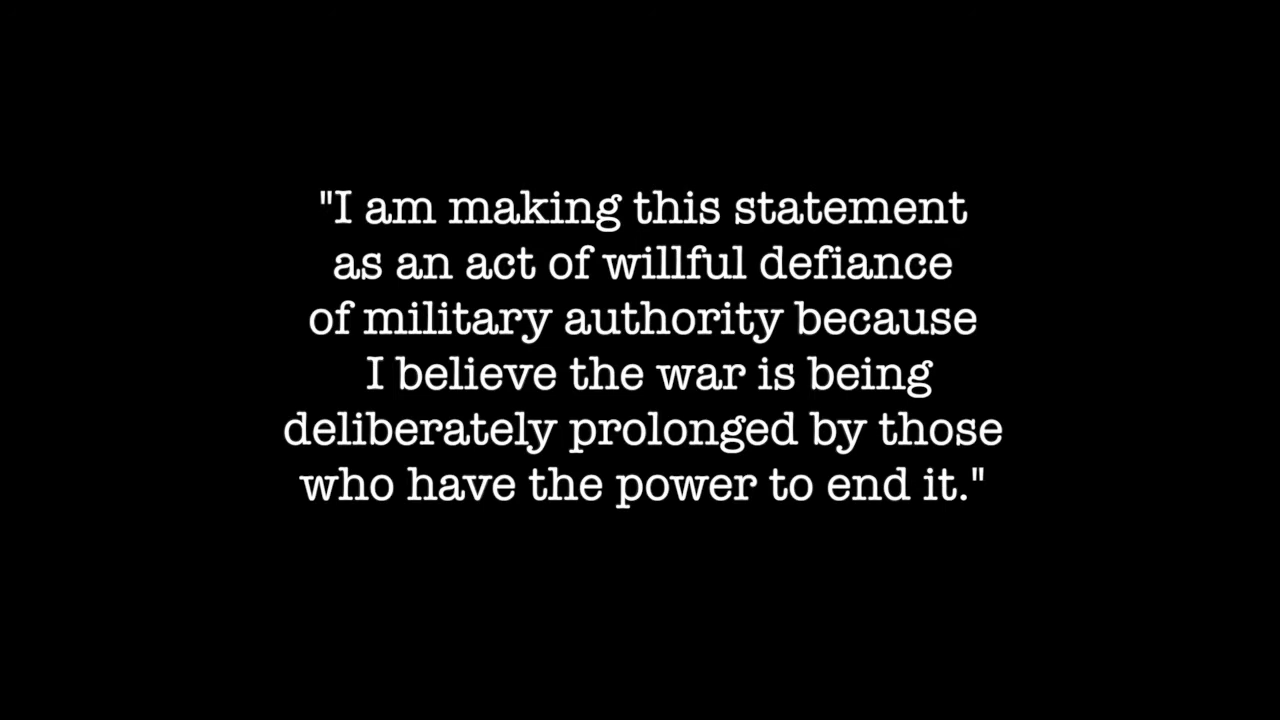 "I am making this statement
as an act of willful defiance
of military authority because
I believe the war is being
deliberately prolonged by those
who have the power to end it."